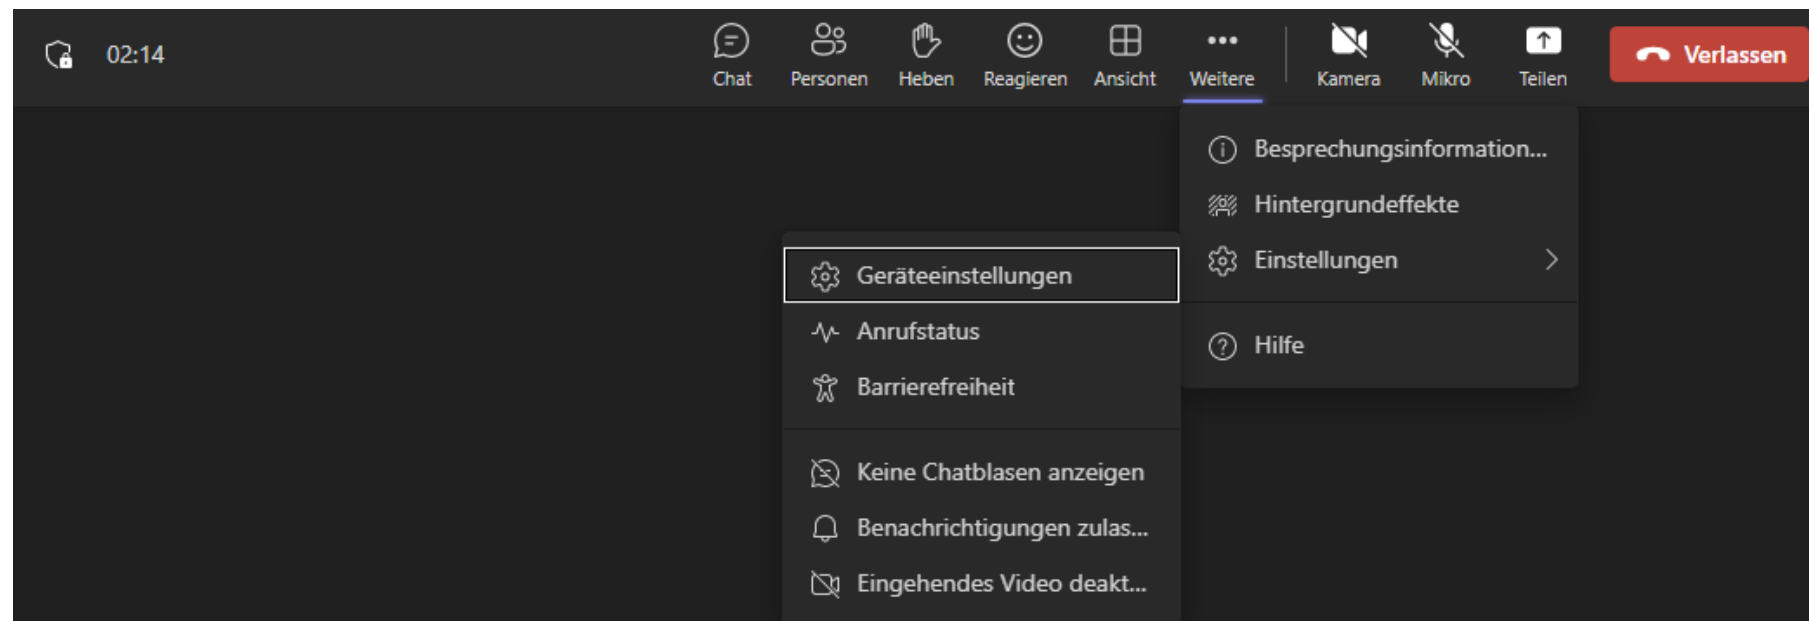 02:14
Chat
Personen
Heben
Reagieren
Ansicht
Weitere
Kamera
Mikro
Teilen
Verlassen
Besprechungsinformation...
Hintergrundeffekte
Einstellungen
Hilfe
Geräteeinstellungen
Anrufstatus
Barrierefreiheit
Keine Chatblasen anzeigen
Benachrichtigungen zulas...
Eingehendes Video deakt...